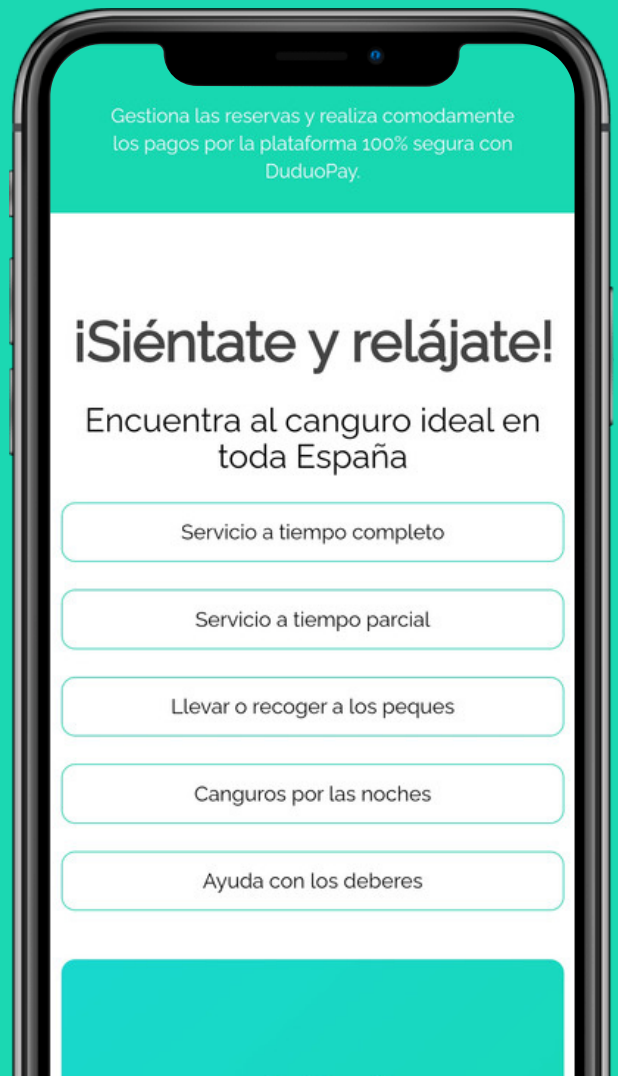 Gestiona las reservas y realiza comodamente
los pagos por la plataforma 100% segura con
DuduoPay.
¡Siéntate y relájate!
Encuentra al canguro ideal en
toda España
Servicio a tiempo completo
Servicio a tiempo parcial
Llevar o recoger a los peques
Canguros por las noches
Ayuda con los deberes